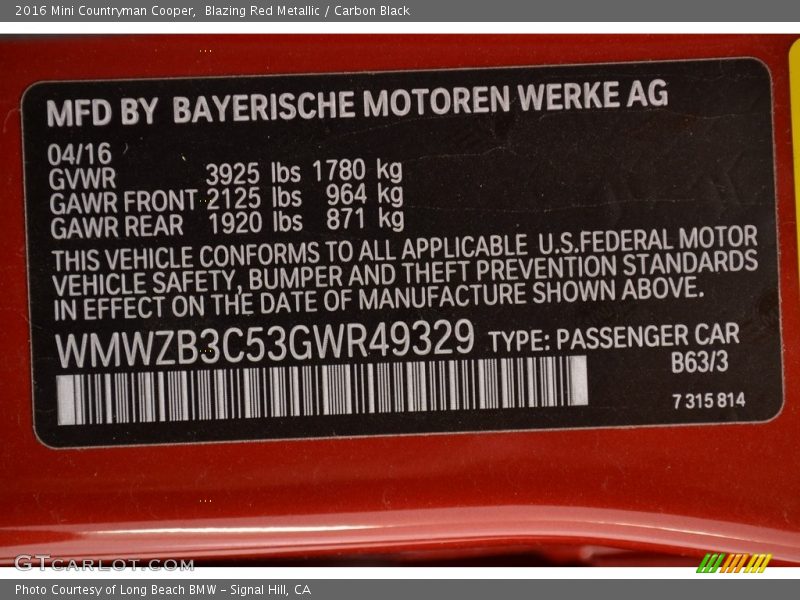 2016 Mini Countryman Cooper,  Blazing Red Metallic / Carbon Black
MFD BY BAYERISCHE MOTOREN WERKE AG
04/16
GVWR 3925 lbs 1780 kg
GAWR FRONT 2125 lbs 964 kg
GAWR REAR 1920 lbs 871 kg
THIS VEHICLE CONFORMS TO ALL APPLICABLE U.S.FEDERAL MOTOR
VEHICLE SAFETY, BUMPER AND THEFT PREVENTION STANDARDS
IN EFFECT ON THE DATE OF MANUFACTURE SHOWN ABOVE.
WMWZB3C53GWR49329 TYPE: PASSENGER CAR
B63/3
7 315 814
GTCARLOT.COM
Photo Courtesy of Long Beach BMW – Signal Hill, CA